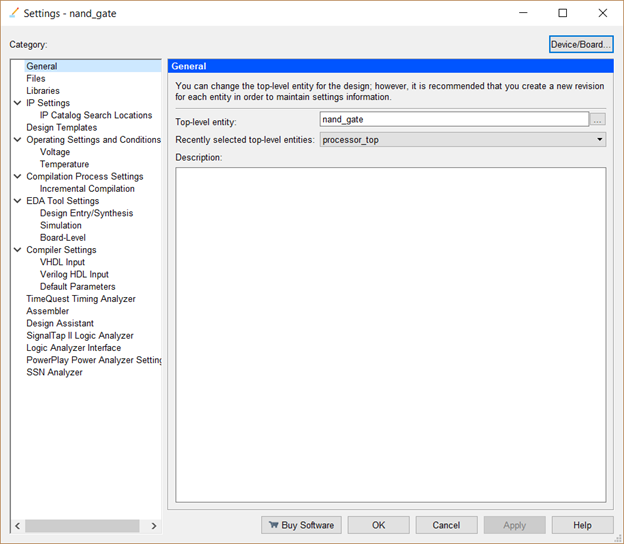 Settings - nand_gate
Category:
Device/Board...
General
Files
Libraries
IP Settings
IP Catalog Search Locations
Design Templates
Operating Settings and Conditions
Voltage
Temperature
Compilation Process Settings
Incremental Compilation
EDA Tool Settings
Design Entry/Synthesis
Simulation
Board-Level
Compiler Settings
VHDL Input
Verilog HDL Input
Default Parameters
TimeQuest Timing Analyzer
Assembler
Design Assistant
SignalTap II Logic Analyzer
Logic Analyzer Interface
PowerPlay Power Analyzer Setting
SSN Analyzer
General
You can change the top-level entity for the design; however, it is recommended that you create a new revision
for each entity in order to maintain settings information.
Top-level entity: nand_gate ...
Recently selected top-level entities: processor_top
Description:
Buy Software OK Cancel Apply Help